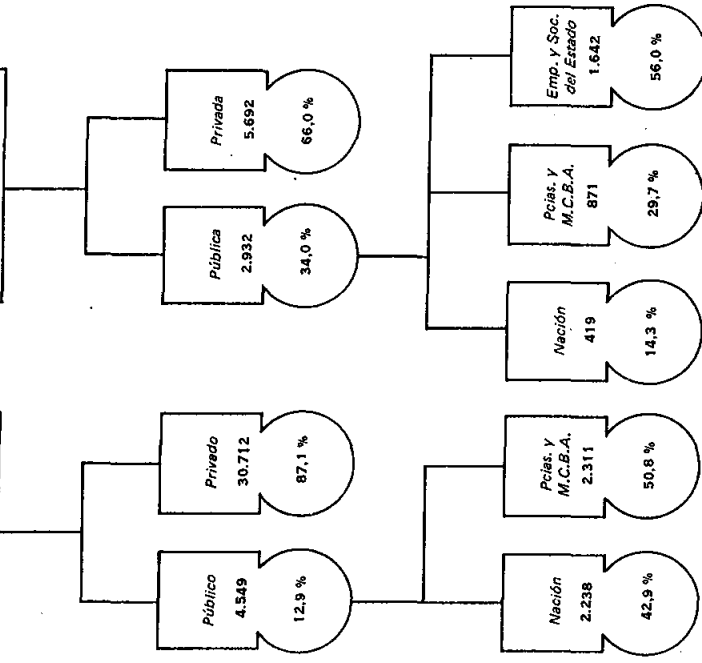 Público
4.549
12,9 %
Privado
30.712
87,1 %
Pública
2.932
34,0 %
Privada
5.692
66,0 %
Nación
2.238
42,9 %
Pcias. y
M.C.B.A.
2.311
50,8 %
Nación
419
14,3 %
Pcias. y
M.C.B.A.
871
29,7 %
Emp. y Soc.
del Estado
1.642
56,0 %